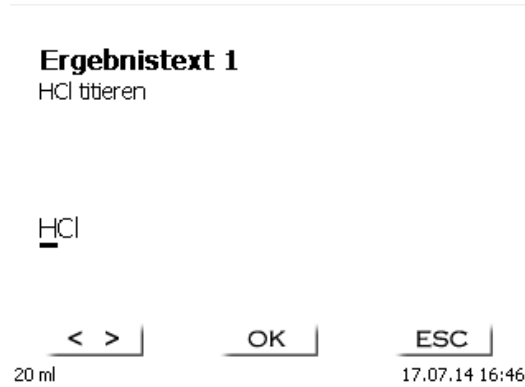 Ergebnistext 1
HCl titieren
HCl
< > OK ESC
20 ml 17.07.14 16:46